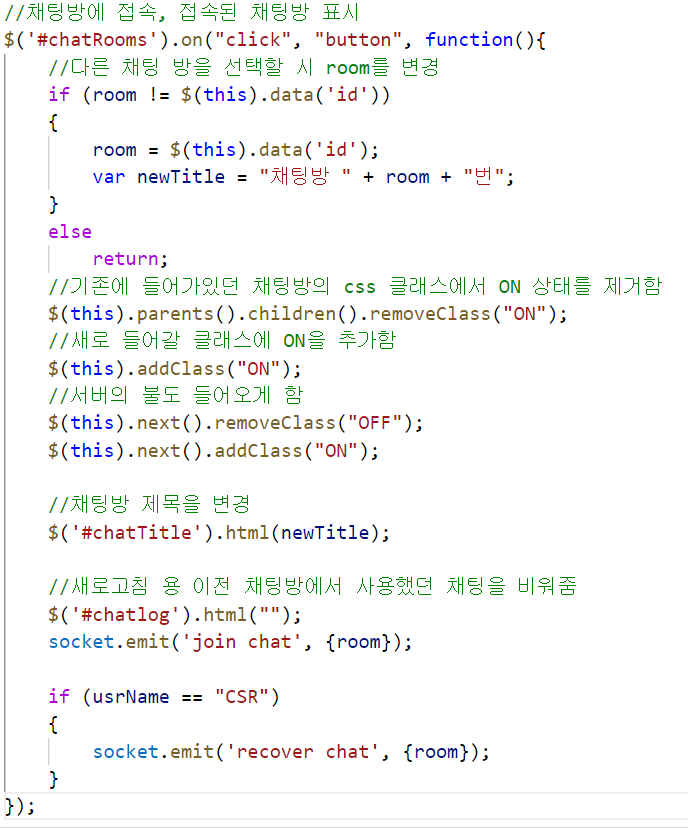 //채팅방에 접속, 접속된 채팅방 표시
$('#chatRooms').on("click", "button", function(){
    //다른 채팅 방을 선택할 시 room를 변경
    if (room != $(this).data('id'))
    {
        room = $(this).data('id');
        var newTitle = "채팅방 " + room + "번";
    }
    else
        return;
    //기존에 들어가있던 채팅방의 css 클래스에서 ON 상태를 제거함
    $(this).parents().children().removeClass("ON");
    //새로 들어갈 클래스에 ON을 추가함
    $(this).addClass("ON");
    //서버의 불도 들어오게 함
    $(this).next().removeClass("OFF");
    $(this).next().addClass("ON");

    //채팅방 제목을 변경
    $('#chatTitle').html(newTitle);

    //새로고침 용 이전 채팅방에서 사용했던 채팅을 비워줌
    $('#chatlog').html("");
    socket.emit('join chat', {room});

    if (usrName == "CSR")
    {
        socket.emit('recover chat', {room});
    }
});